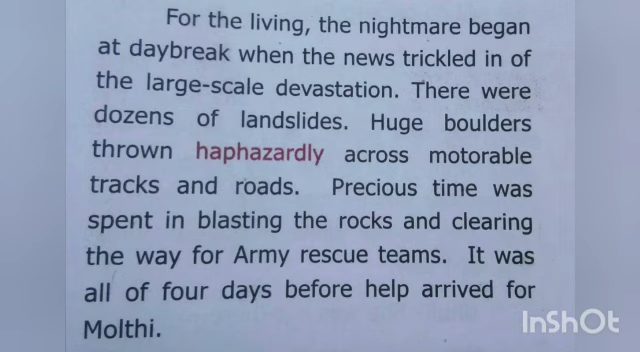 For the living, the nightmare began
at daybreak when the news trickled in of
the large-scale devastation. There were
dozens of landslides. Huge boulders
thrown haphazardly across motorable
tracks and roads. Precious time was
spent in blasting the rocks and clearing
the way for Army rescue teams. It was
all of four days before help arrived for
Molthi.
InShOt